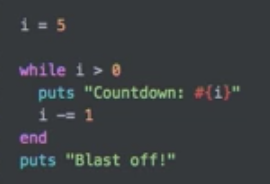 i = 5
while i > 0
  puts "Countdown: #{i}"
  i -= 1
end
puts "Blast off!"